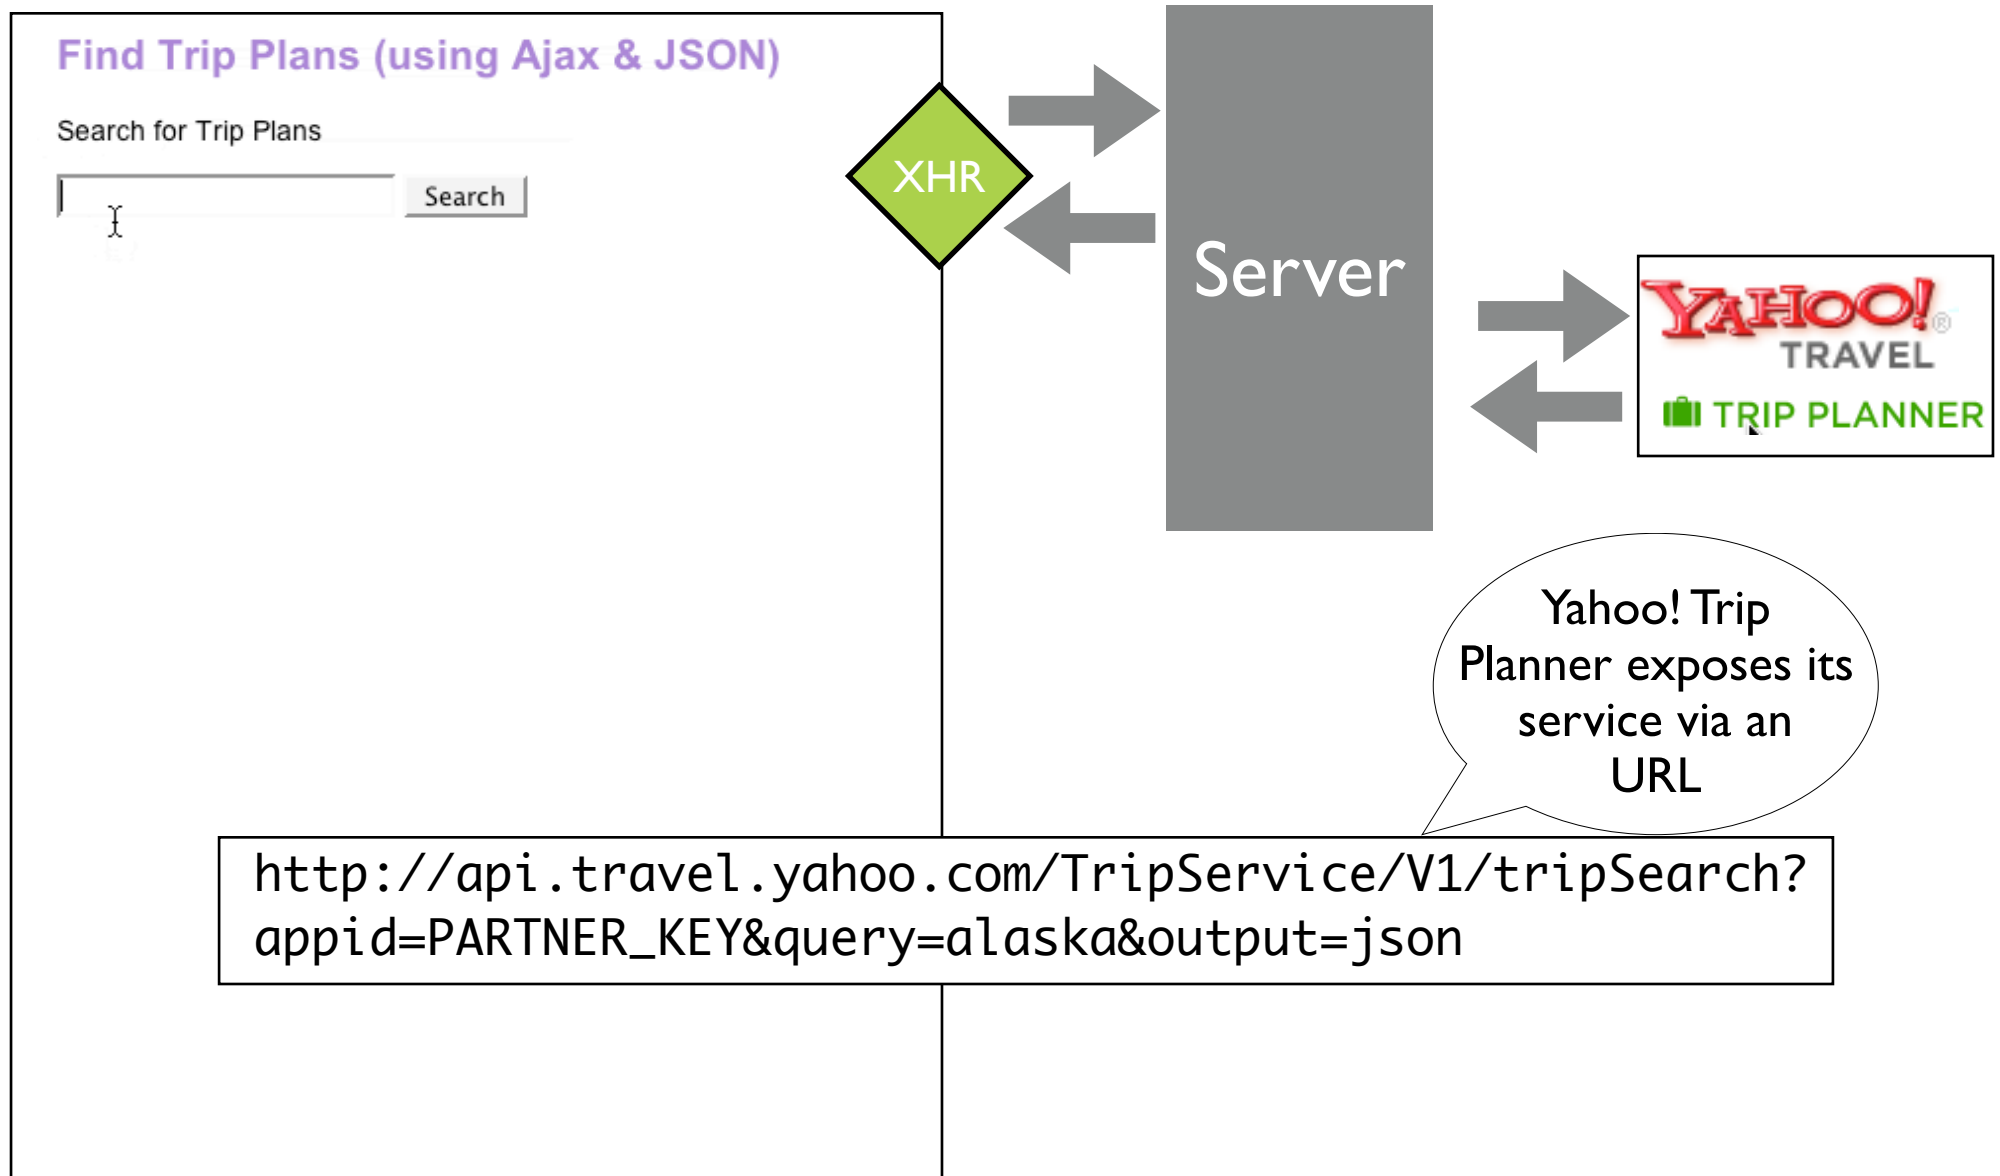 Find Trip Plans (using Ajax & JSON)
Search for Trip Plans
Search
XHR
Server
YAHOO!®
TRAVEL
TRIP PLANNER
Yahoo! Trip
Planner exposes its
service via an
URL
http://api.travel.yahoo.com/TripService/V1/tripSearch?
appid=PARTNER_KEY&query=alaska&output=json